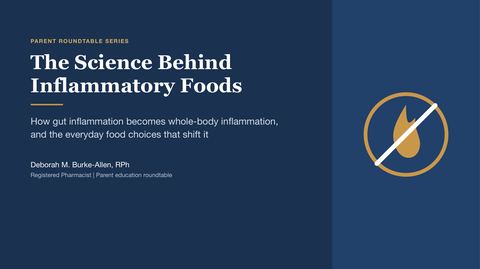 PARENT ROUNDTABLE SERIES
The Science Behind
Inflammatory Foods
How gut inflammation becomes whole-body inflammation,
and the everyday food choices that shift it
Deborah M. Burke-Allen, RPh
Registered Pharmacist | Parent education roundtable